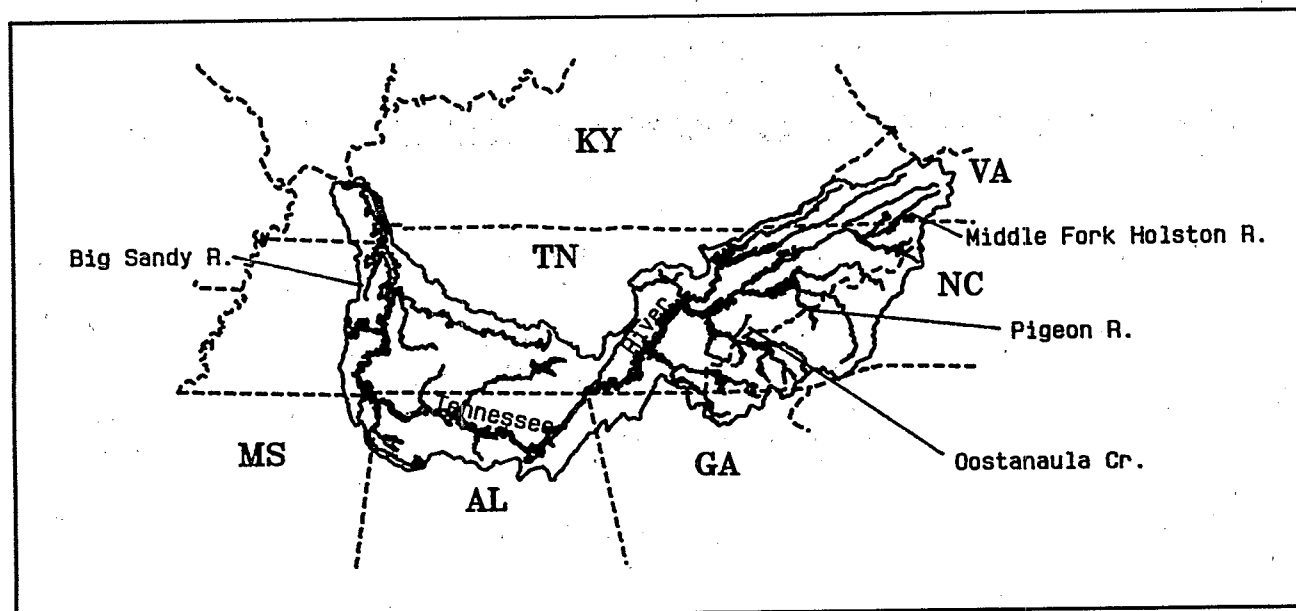 KY
VA
Middle Fork Holston R.
Big Sandy R.
TN
NC
River
Pigeon R.
Tennessee
MS
GA
Oostanaula Cr.
AL